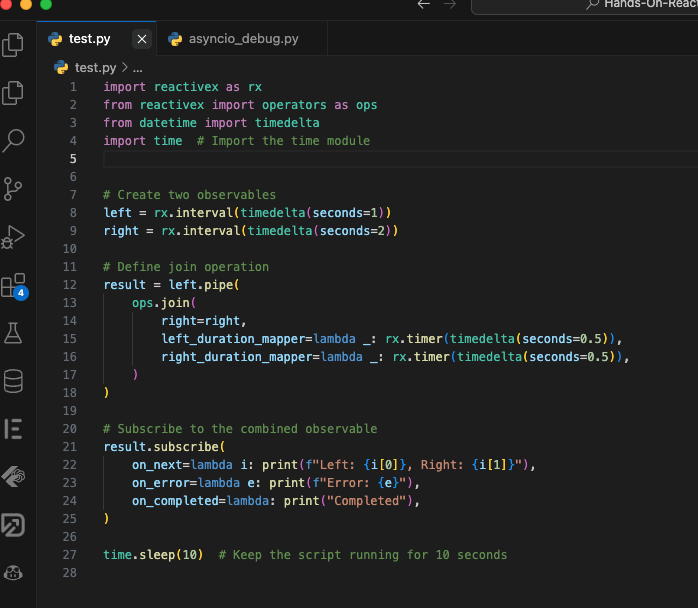 Hands-On-React
test.py
asyncio_debug.py
test.py > ...
1 import reactivex as rx
2 from reactivex import operators as ops
3 from datetime import timedelta
4 import time  # Import the time module
5
6
7 # Create two observables
8 left = rx.interval(timedelta(seconds=1))
9 right = rx.interval(timedelta(seconds=2))
10
11 # Define join operation
12 result = left.pipe(
13     ops.join(
14         right=right,
15         left_duration_mapper=lambda _: rx.timer(timedelta(seconds=0.5)),
16         right_duration_mapper=lambda _: rx.timer(timedelta(seconds=0.5)),
17     )
18 )
19
20 # Subscribe to the combined observable
21 result.subscribe(
22     on_next=lambda i: print(f"Left: {i[0]}, Right: {i[1]}"),
23     on_error=lambda e: print(f"Error: {e}"),
24     on_completed=lambda: print("Completed"),
25 )
26
27 time.sleep(10)  # Keep the script running for 10 seconds
28
4